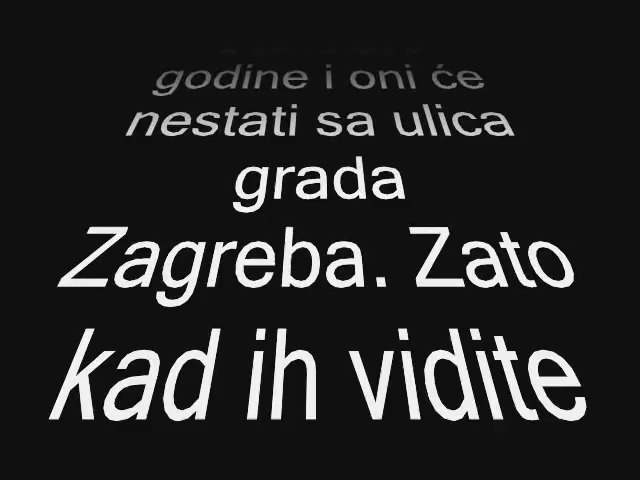 godine i oni će
nestati sa ulica
grada
Zagreba. Zato
kad ih vidite